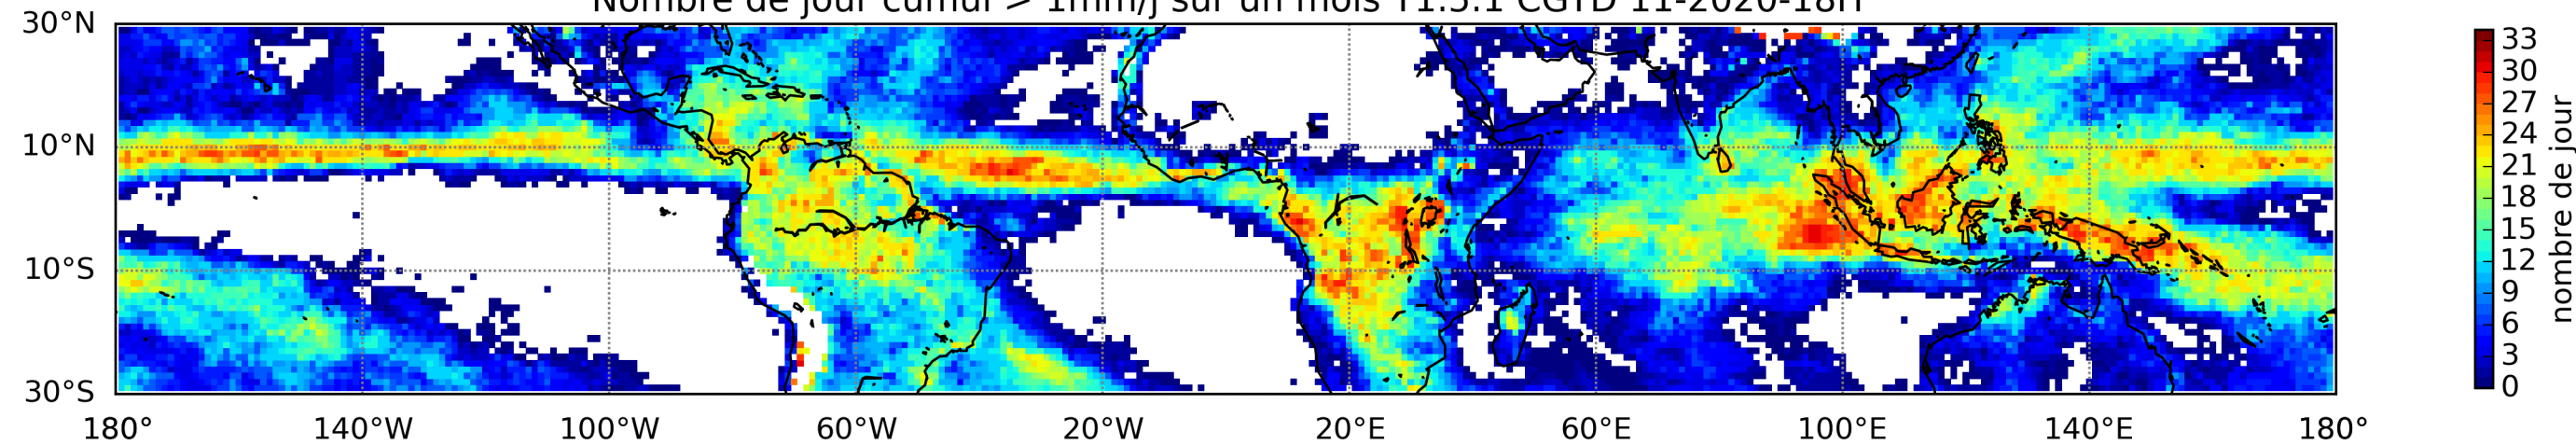 Nombre de jour cumul > 1mm/j sur un mois T1.5.1 CGTD 11-2020-18H
30°N
10°N
10°S
30°S
180°
140°W
100°W
60°W
20°W
20°E
60°E
100°E
140°E
180°
33
30
27
24
21
18
15
12
9
6
3
0
nombre de jour